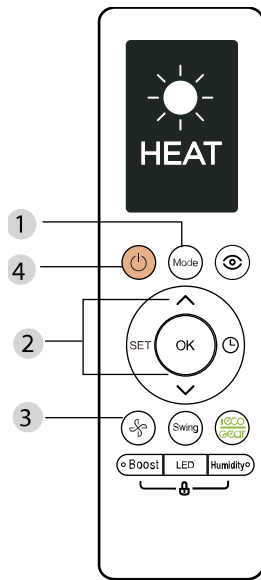 HEAT
1
Mode
4
2
SET
OK
3
Swing
ECO
GEAR
Boost
LED
Humidity